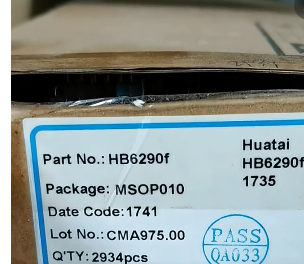 Part No.: HB6290f
Package: MSOP010
Date Code:1741
Lot No.:CMA975.00
Q'TY:2934pcs
Huatai
HB6290f
1735
PASS
QA033